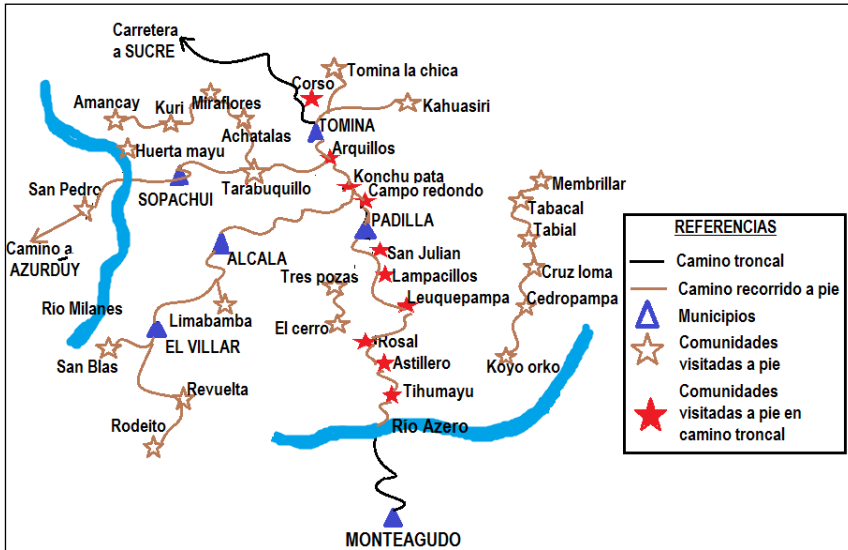 Carretera
a SUCRE
Tomina la chica
Corso
Amancay
Kuri
Miraflores
Kahuasiri
Achatalas
TOMINA
Huerta mayu
Arquillos
San Pedro
Tarabuquillo
Konchu pata
SOPACHUI
Campo redondo
Membrillar
Tabacal
PADILLA
Tabial
Camino a
AZURDUY
ALCALA
San Julian
Tres pozas
Lampacillos
Cruz loma
Rio Milanes
Leuquepampa
Cedropampa
Limabamba
El cerro
EL VILLAR
Rosal
San Blas
Astillero
Koyo orko
Revuelta
Tihumayu
Rodeito
Rio Azero
MONTEAGUDO
REFERENCIAS
Camino troncal
Camino recorrido a pie
Municipios
Comunidades
visitadas a pie
Comunidades
visitadas a pie en
camino troncal